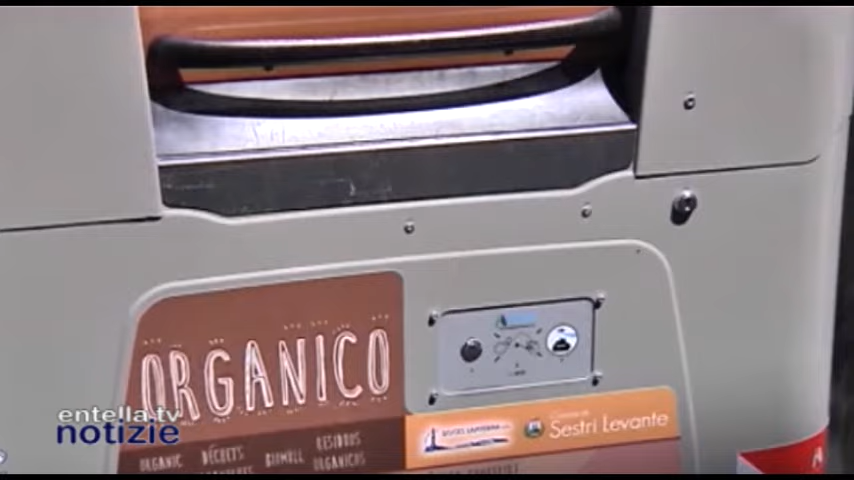 ORGANICO
ORGANIC DÉCHETS BIOMÜLL RESIDUOS
ORGANICOS
Sestri Levante
entella.tv
notizie